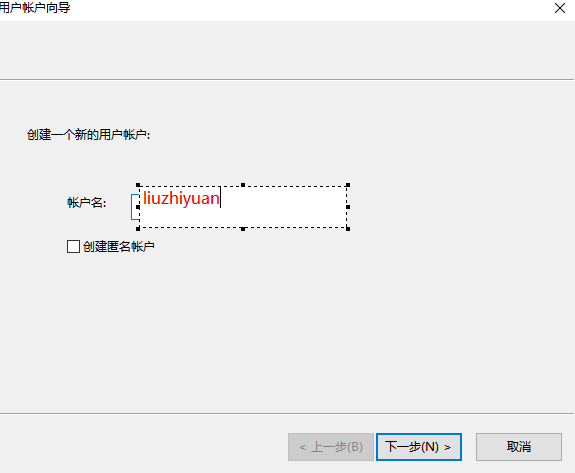 用户帐户向导
创建一个新的用户帐户:
帐户名: liuzhiyuan
创建匿名帐户
< 上一步(B) 下一步(N) > 取消